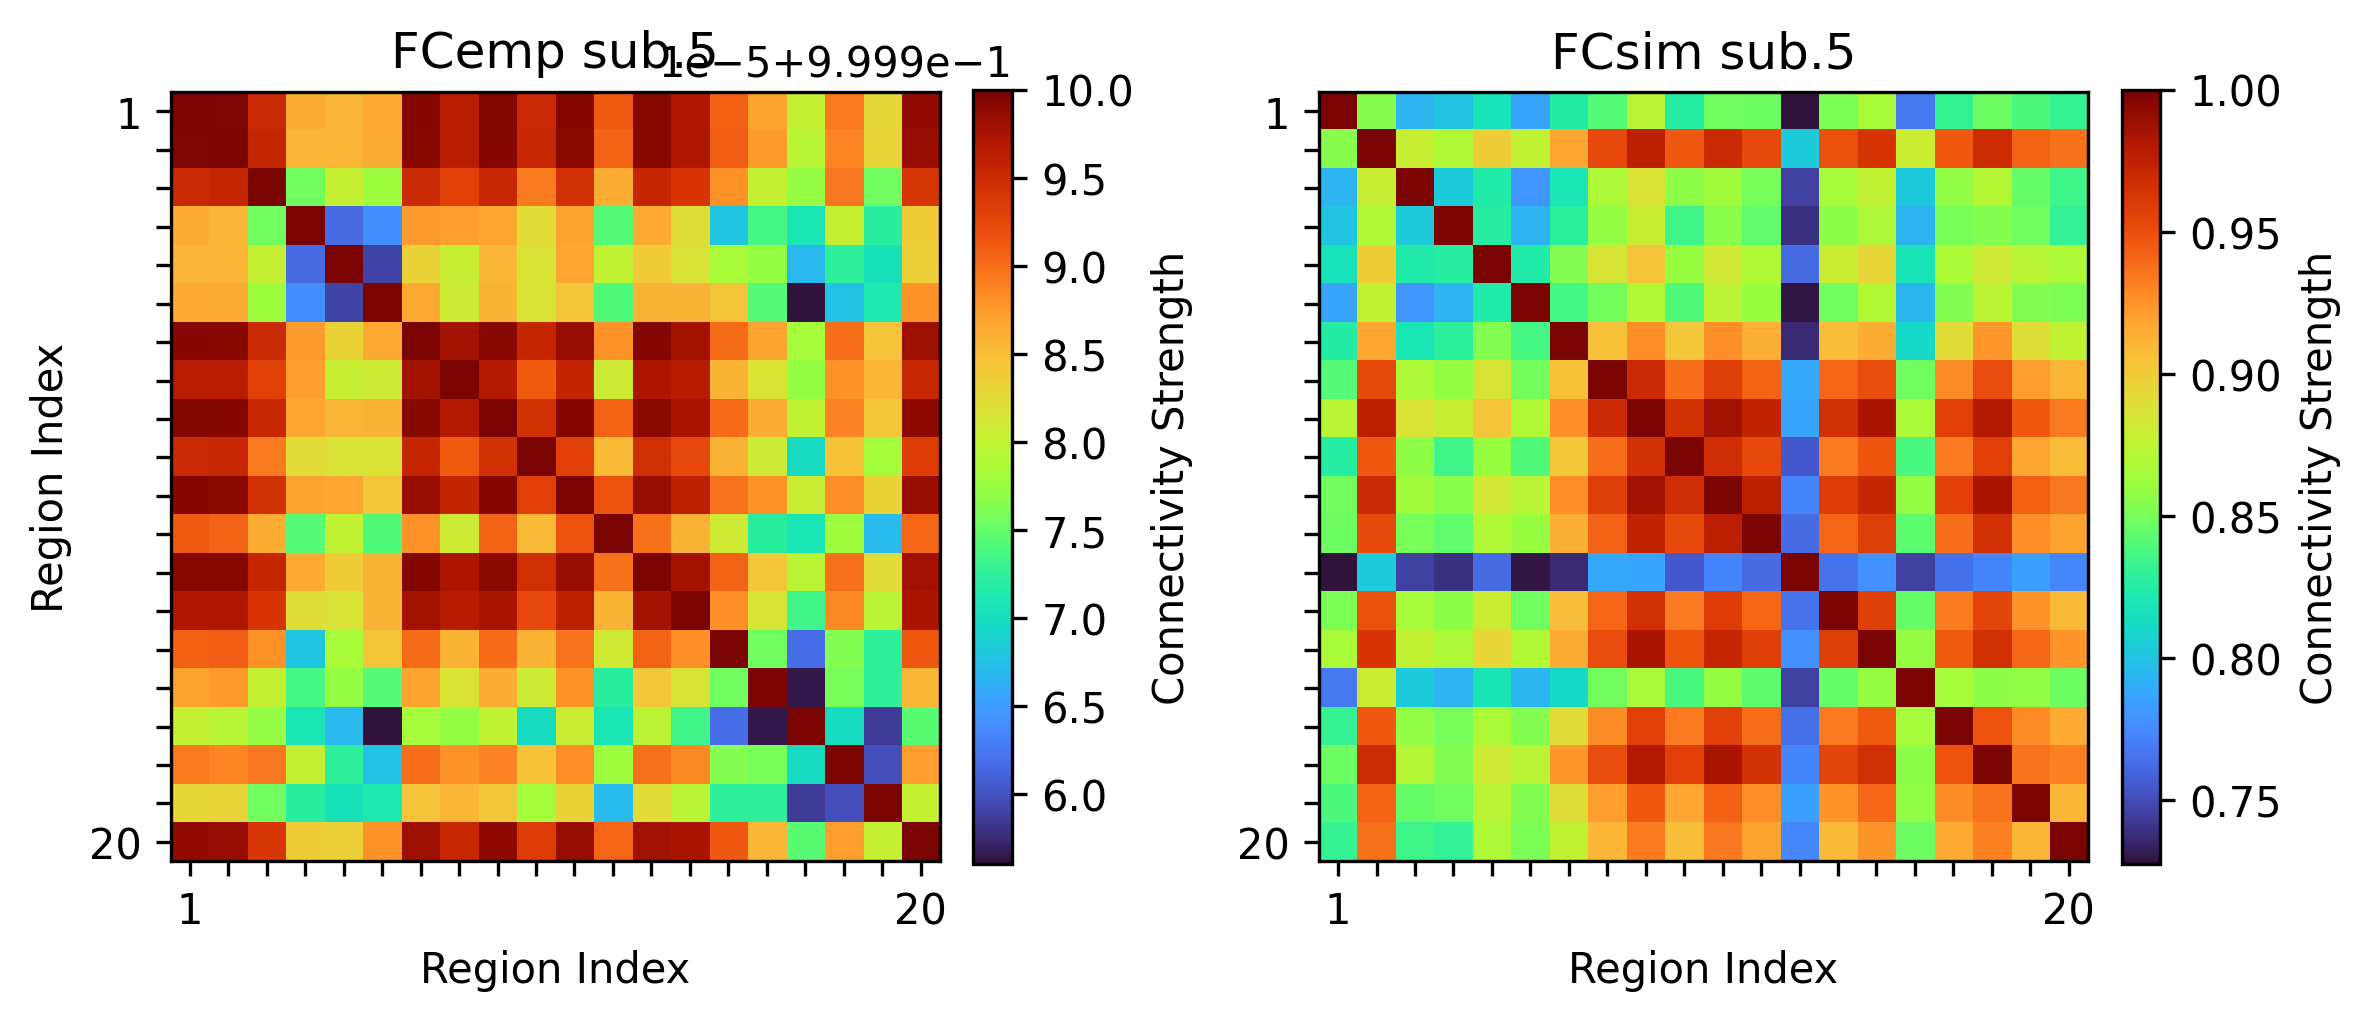 FCemp sub.5
1e−5+9.999e−1
1
20
1
20
Region Index
Region Index
10.0
9.5
9.0
8.5
8.0
7.5
7.0
6.5
6.0
Connectivity Strength
FCsim sub.5
1
20
1
20
Region Index
1.00
0.95
0.90
0.85
0.80
0.75
Connectivity Strength